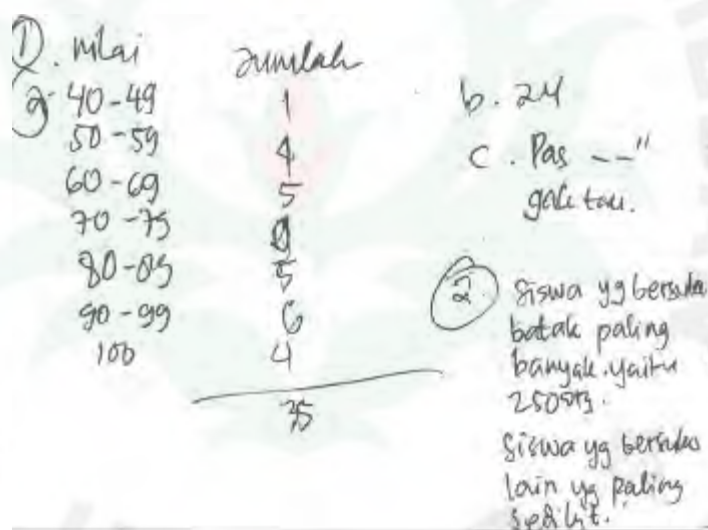 1. nilai jumlah
a. 40-49 1
50-59 4
60-69 5
70-79
80-89 5
90-99 6
100 4
35
b. 24
c. Pas --"
gak tau.
2. Siswa yg bersuku
batak paling
banyak.yaitu
250
Siswa yg bersuku
lain yg paling
sedikit.